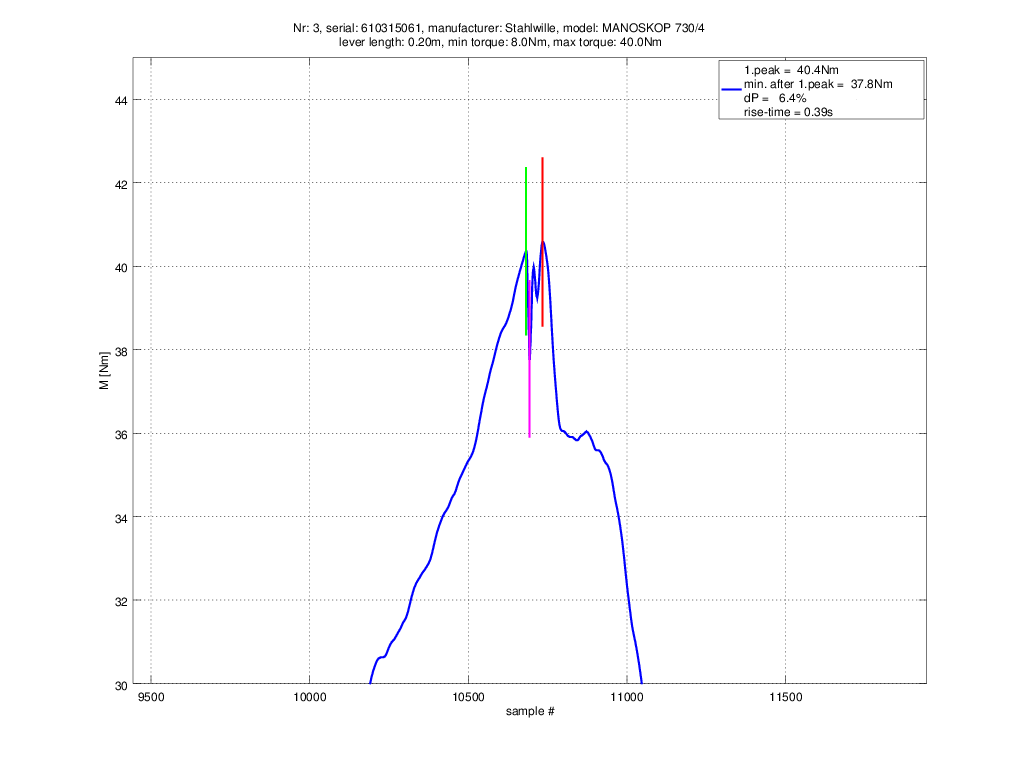 Nr: 3, serial: 610315061, manufacturer: Stahlwille, model: MANOSKOP 730/4
lever length: 0.20m, min torque: 8.0Nm, max torque: 40.0Nm
1.peak = 40.4Nm
min. after 1.peak = 37.8Nm
dP = 6.4%
rise-time = 0.39s
44
42
40
38
36
34
32
30
M [Nm]
9500 10000 10500 11000 11500
sample #